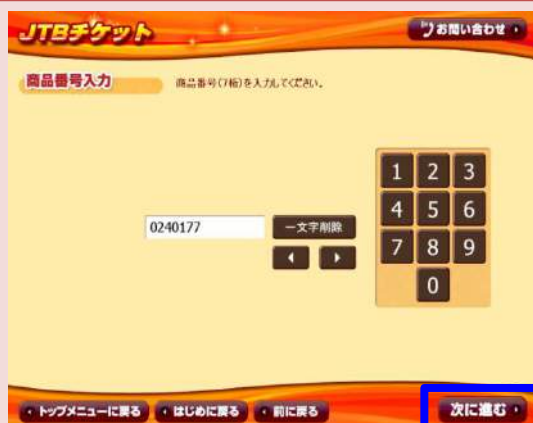 JTBチケット
お問い合わせ
商品番号入力
商品番号(7桁)を入力してください。
1 2 3
4 5 6
7 8 9
0
0240177
一文字削除
トップメニューに戻る
はじめに戻る
前に戻る
次に進む